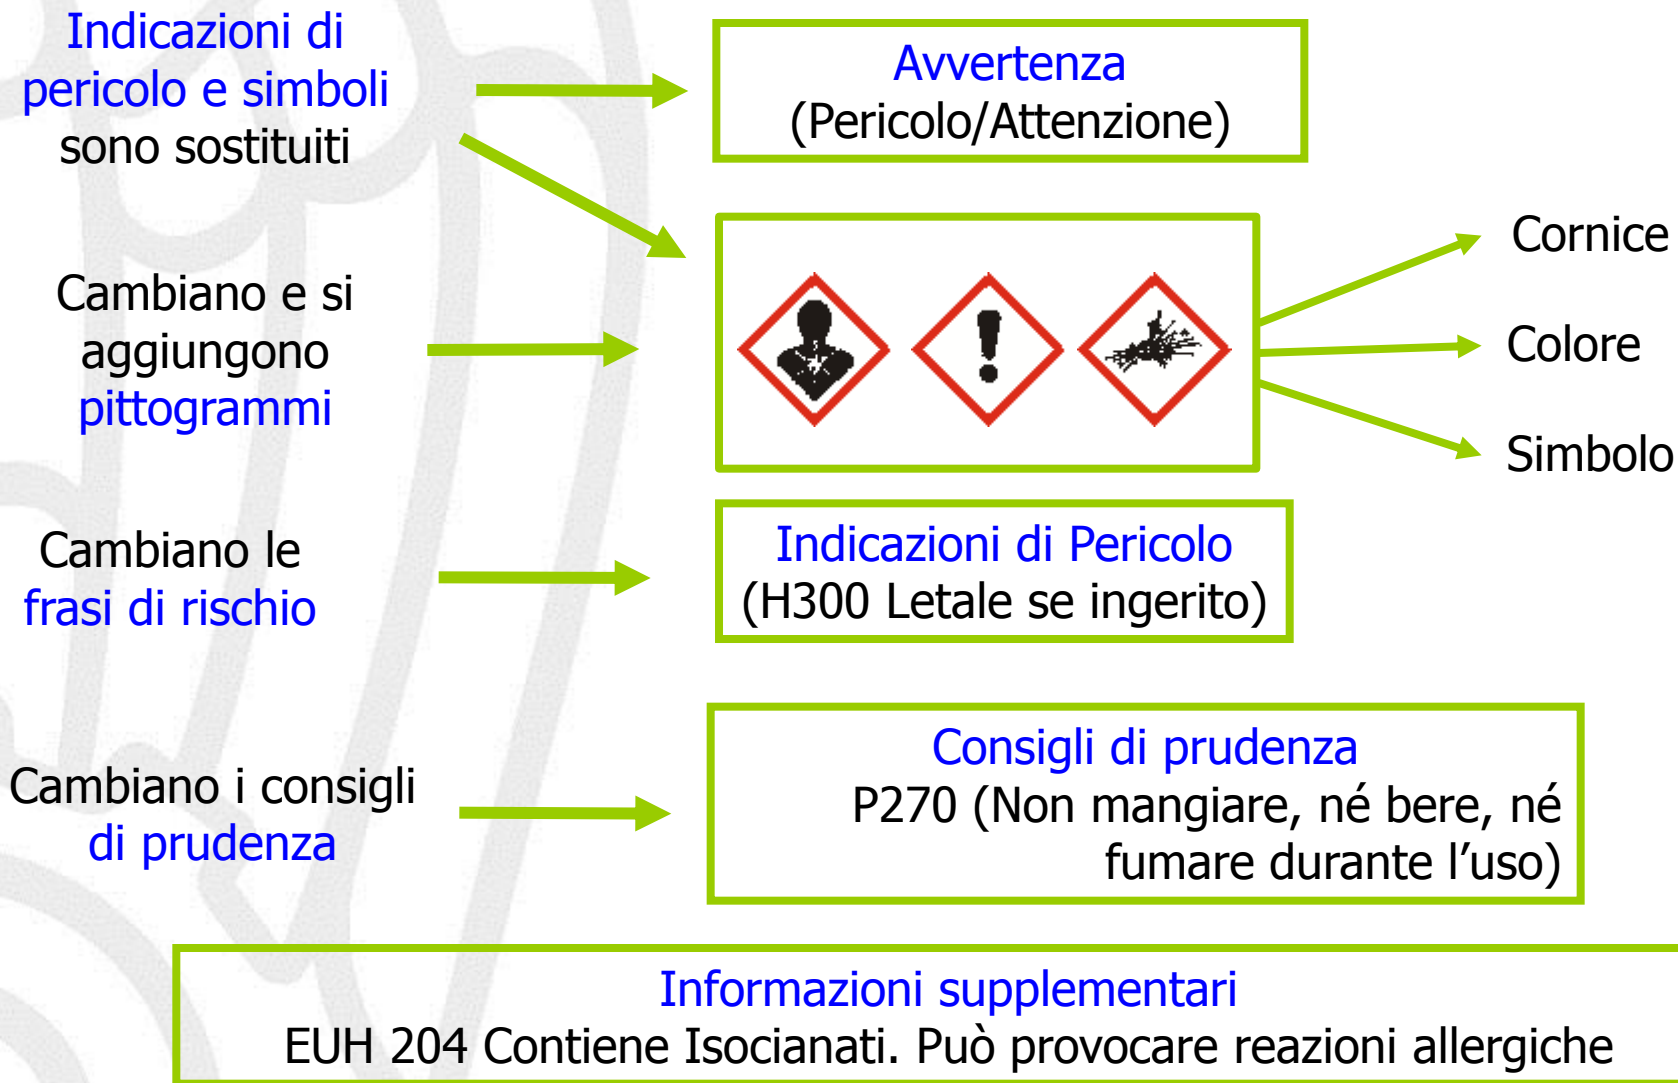 Indicazioni di
pericolo e simboli
sono sostituiti
Avvertenza
(Pericolo/Attenzione)
Cambiano e si
aggiungono
pittogrammi
Cornice
Colore
Simbolo
Cambiano le
frasi di rischio
Indicazioni di Pericolo
(H300 Letale se ingerito)
Cambiano i consigli
di prudenza
Consigli di prudenza
P270 (Non mangiare, né bere, né
fumare durante l’uso)
Informazioni supplementari
EUH 204 Contiene Isocianati. Può provocare reazioni allergiche